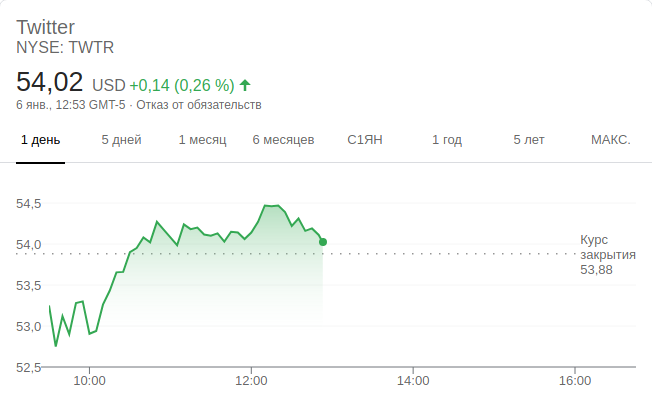 Twitter
NYSE: TWTR
54,02 USD +0,14 (0,26 %)
6 янв., 12:53 GMT-5 · Отказ от обязательств
1 день 5 дней 1 месяц 6 месяцев С1ЯН 1 год 5 лет МАКС.
54,5
54,0
53,5
53,0
52,5
Курс
закрытия
53,88
10:00 12:00 14:00 16:00